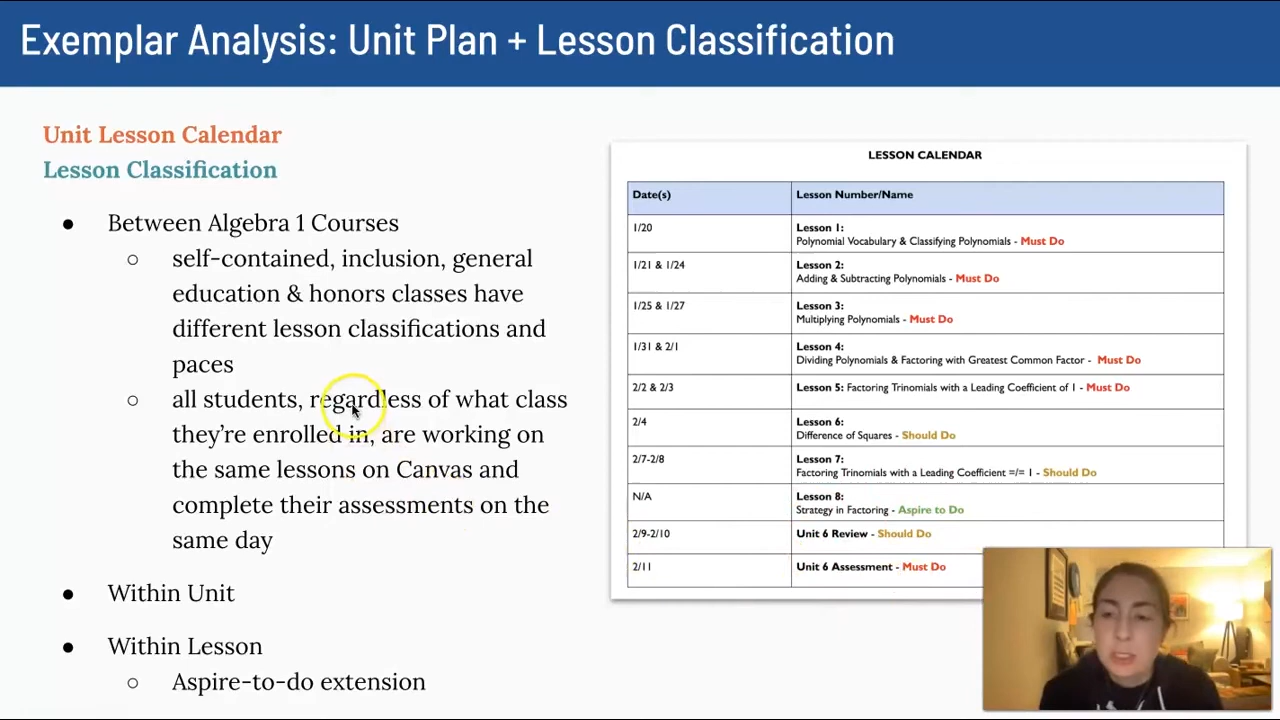 Exemplar Analysis: Unit Plan + Lesson Classification
Unit Lesson Calendar
Lesson Classification
● Between Algebra 1 Courses
○ self-contained, inclusion, general
education & honors classes have
different lesson classifications and
paces
○ all students, regardless of what class
they're enrolled in, are working on
the same lessons on Canvas and
complete their assessments on the
same day
● Within Unit
● Within Lesson
○ Aspire-to-do extension
LESSON CALENDAR
Date(s) Lesson Number/Name
1/20 Lesson 1:
Polynomial Vocabulary & Classifying Polynomials - Must Do
1/21 & 1/24 Lesson 2:
Adding & Subtracting Polynomials - Must Do
1/25 & 1/27 Lesson 3:
Multiplying Polynomials - Must Do
1/31 & 2/1 Lesson 4:
Dividing Polynomials & Factoring with Greatest Common Factor - Must Do
2/2 & 2/3 Lesson 5: Factoring Trinomials with a Leading Coefficient of 1 - Must Do
2/4 Lesson 6:
Difference of Squares - Should Do
2/7-2/8 Lesson 7:
Factoring Trinomials with a Leading Coefficient =/= 1 - Should Do
N/A Lesson 8:
Strategy in Factoring - Aspire to Do
2/9-2/10 Unit 6 Review - Should Do
2/11 Unit 6 Assessment - Must Do